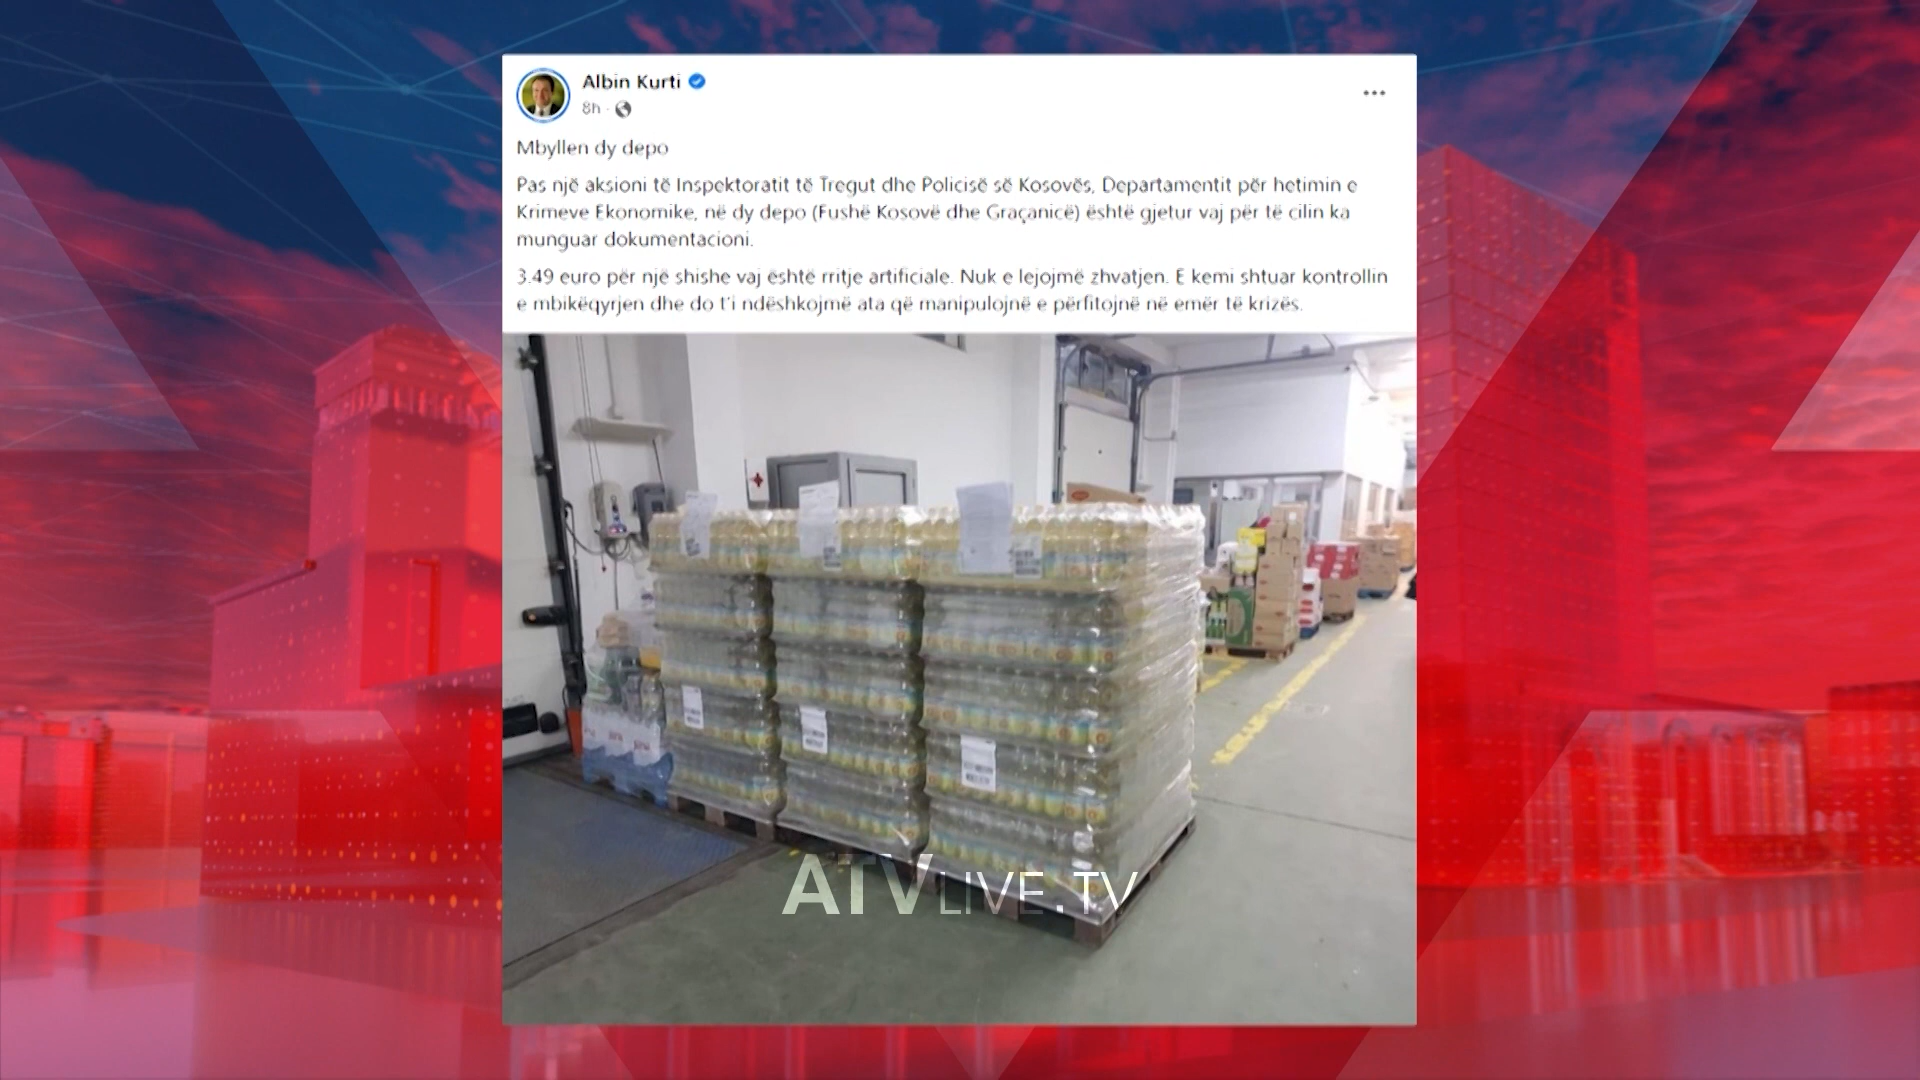 Albin Kurti
8h ·
Mbyllen dy depo
Pas një aksioni të Inspektoratit të Tregut dhe Policisë së Kosovës, Departamentit për hetimin e
Krimeve Ekonomike, në dy depo (Fushë Kosovë dhe Graçanicë) është gjetur vaj për të cilin ka
munguar dokumentacioni.
3.49 euro për një shishe vaj është rritje artificiale. Nuk e lejojmë zhvatjen. E kemi shtuar kontrollin
e mbikëqyrjen dhe do t'i ndëshkojmë ata që manipulojnë e përfitojnë në emër të krizës.
ATVLIVE.TV